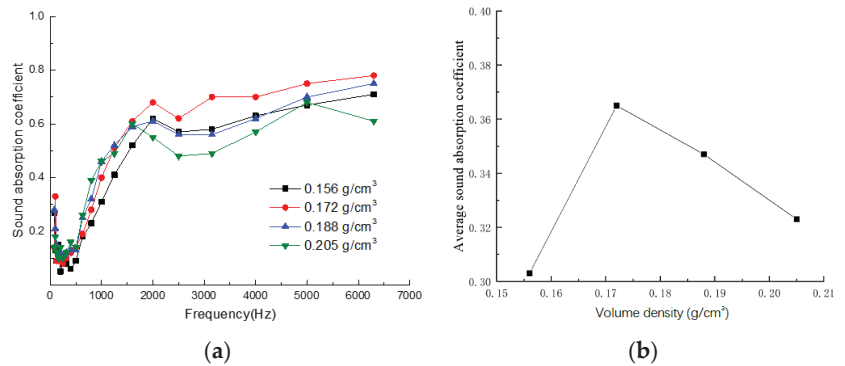 1.0
0.8
0.6
0.4
0.2
0 1000 2000 3000 4000 5000 6000 7000
Sound absorption coefficient
Frequency(Hz)
0.156 g/cm³
0.172 g/cm³
0.188 g/cm³
0.205 g/cm³
(a)
0.40
0.38
0.36
0.34
0.32
0.30
0.15 0.16 0.17 0.18 0.19 0.20 0.21
Average sound absorption coefficient
Volume density (g/cm³)
(b)